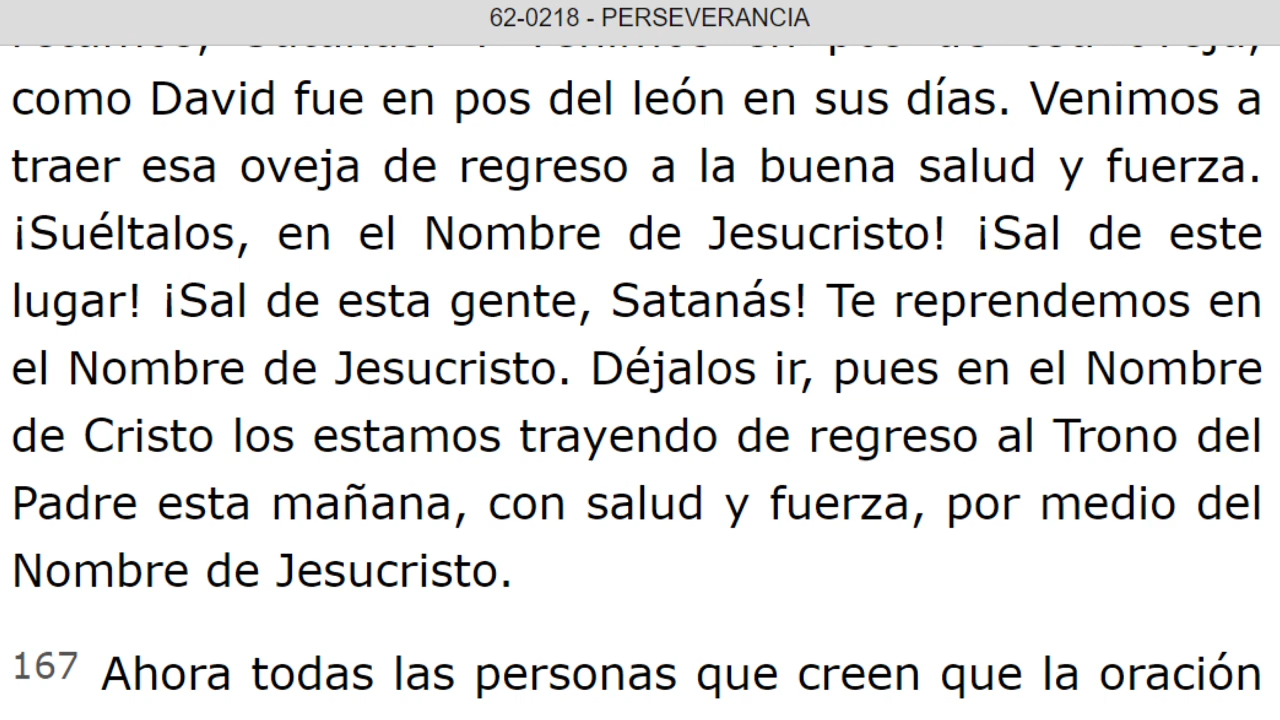 62-0218 - PERSEVERANCIA
como David fue en pos del león en sus días. Venimos a
traer esa oveja de regreso a la buena salud y fuerza.
¡Suéltalos, en el Nombre de Jesucristo! ¡Sal de este
lugar! ¡Sal de esta gente, Satanás! Te reprendemos en
el Nombre de Jesucristo. Déjalos ir, pues en el Nombre
de Cristo los estamos trayendo de regreso al Trono del
Padre esta mañana, con salud y fuerza, por medio del
Nombre de Jesucristo.
167 Ahora todas las personas que creen que la oración